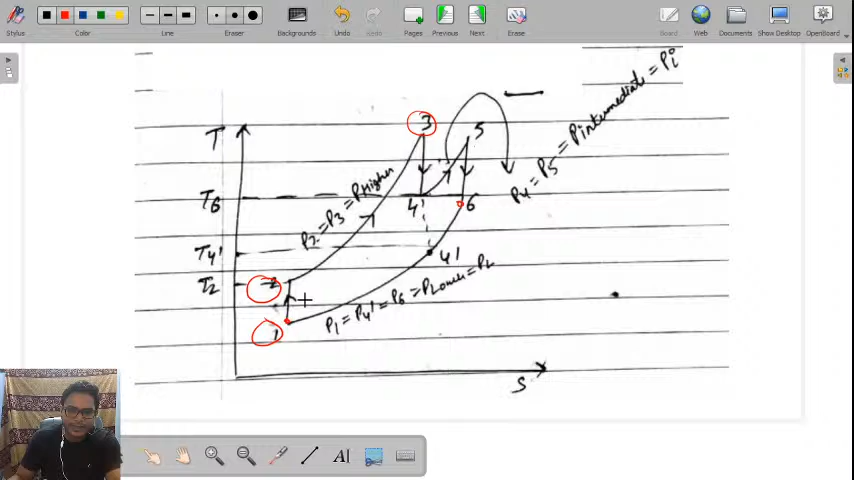 Stylus
Color
Line
Eraser
Backgrounds
Undo
Redo
Pages
Previous
Next
Erase
Board
Web
Documents
Show Desktop
OpenBoard
T
3
5
P4 = P5 = Pintermediate = Pi
T6
P2 = P3 = PHigher
4
6
T4'
4'
T2
2
P1 = P4' = P6 = PLower = PL
1
S